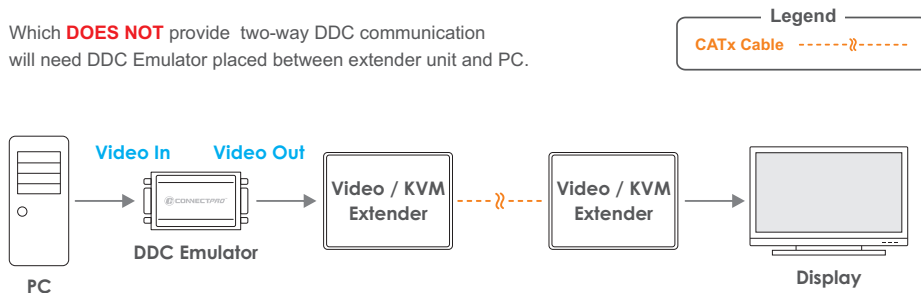 Which DOES NOT provide two-way DDC communication
will need DDC Emulator placed between extender unit and PC.
Legend
CATx Cable
Video In
Video Out
CONNECTPRO
DDC Emulator
PC
Video / KVM
Extender
Video / KVM
Extender
Display